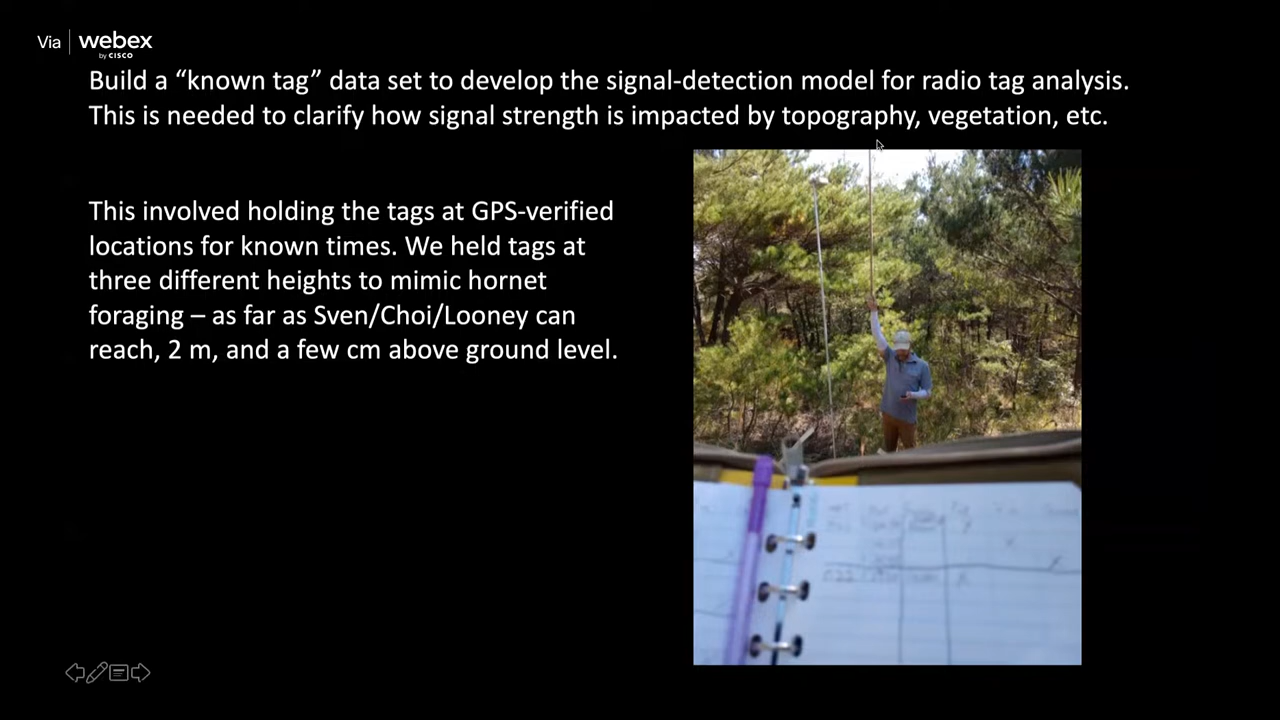 Via webex
by CISCO
Build a “known tag” data set to develop the signal-detection model for radio tag analysis.
This is needed to clarify how signal strength is impacted by topography, vegetation, etc.
This involved holding the tags at GPS-verified
locations for known times. We held tags at
three different heights to mimic hornet
foraging – as far as Sven/Choi/Looney can
reach, 2 m, and a few cm above ground level.